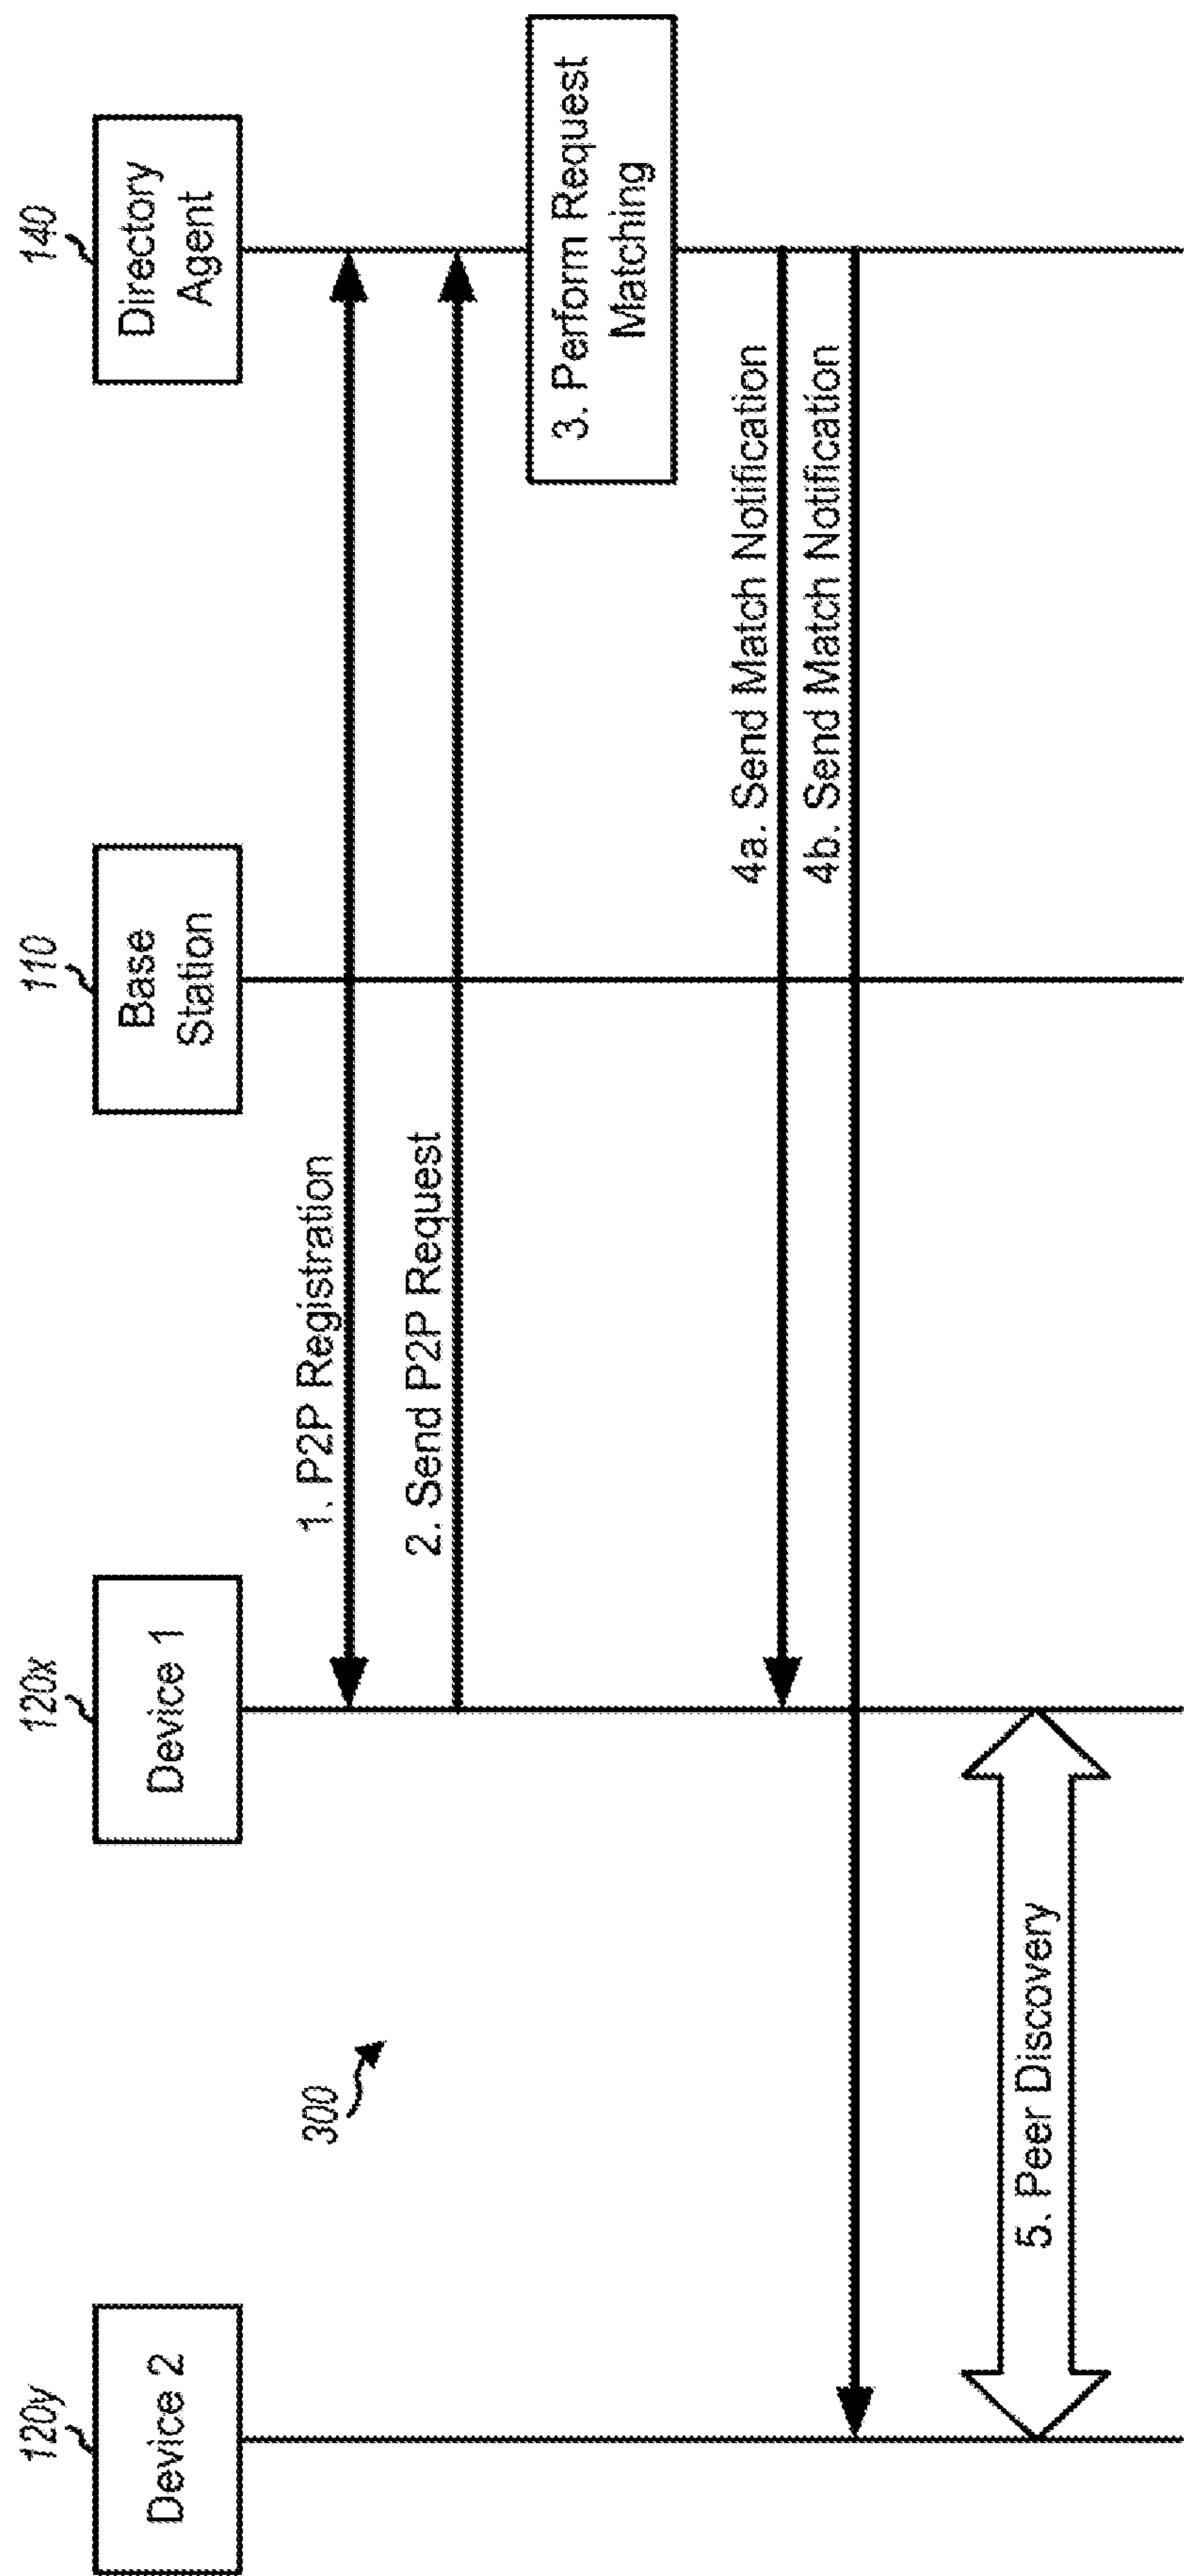 120y
120x
110
140
Device 2
Device 1
Base
Station
Directory
Agent
300
1. P2P Registration
2. Send P2P Request
3. Perform Request
Matching
4a. Send Match Notification
4b. Send Match Notification
5. Peer Discovery